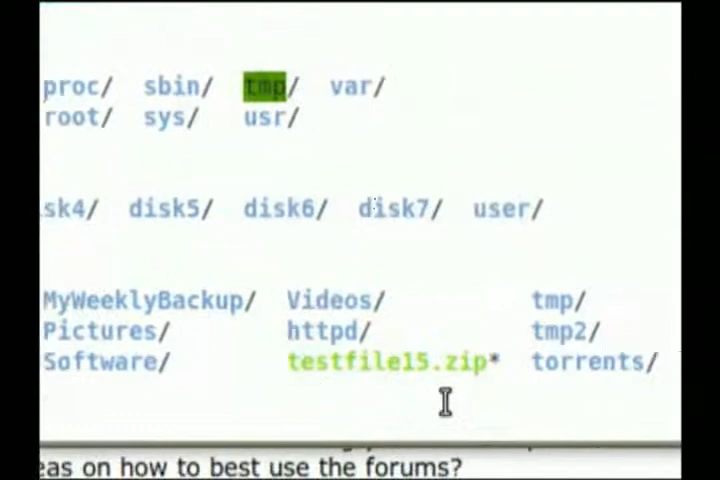 proc/ sbin/ tmp/ var/
root/ sys/ usr/
sk4/ disk5/ disk6/ disk7/ user/
MyWeeklyBackup/ Videos/ tmp/
Pictures/ httpd/ tmp2/
Software/ testfile15.zip* torrents/
eas on how to best use the forums?